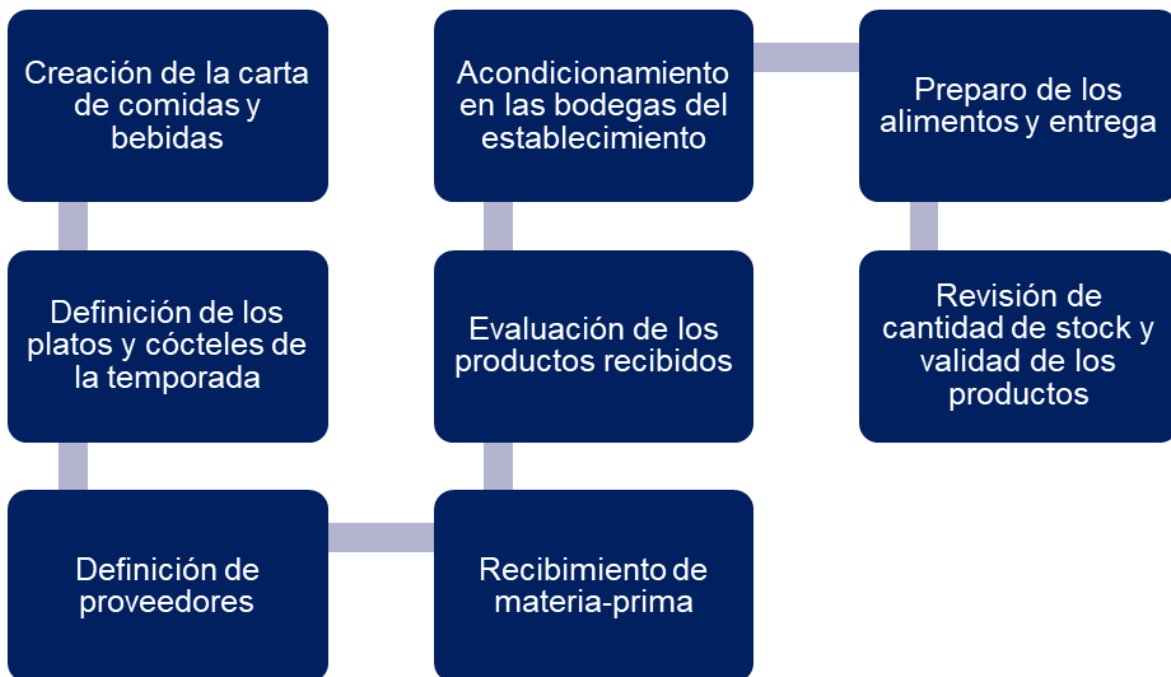 Creación de la carta
de comidas y
bebidas
Definición de los
platos y cócteles de
la temporada
Definición de
proveedores
Recibimiento de
materia-prima
Evaluación de los
productos recibidos
Acondicionamiento
en las bodegas del
establecimiento
Preparo de los
alimentos y entrega
Revisión de
cantidad de stock y
validad de los
productos